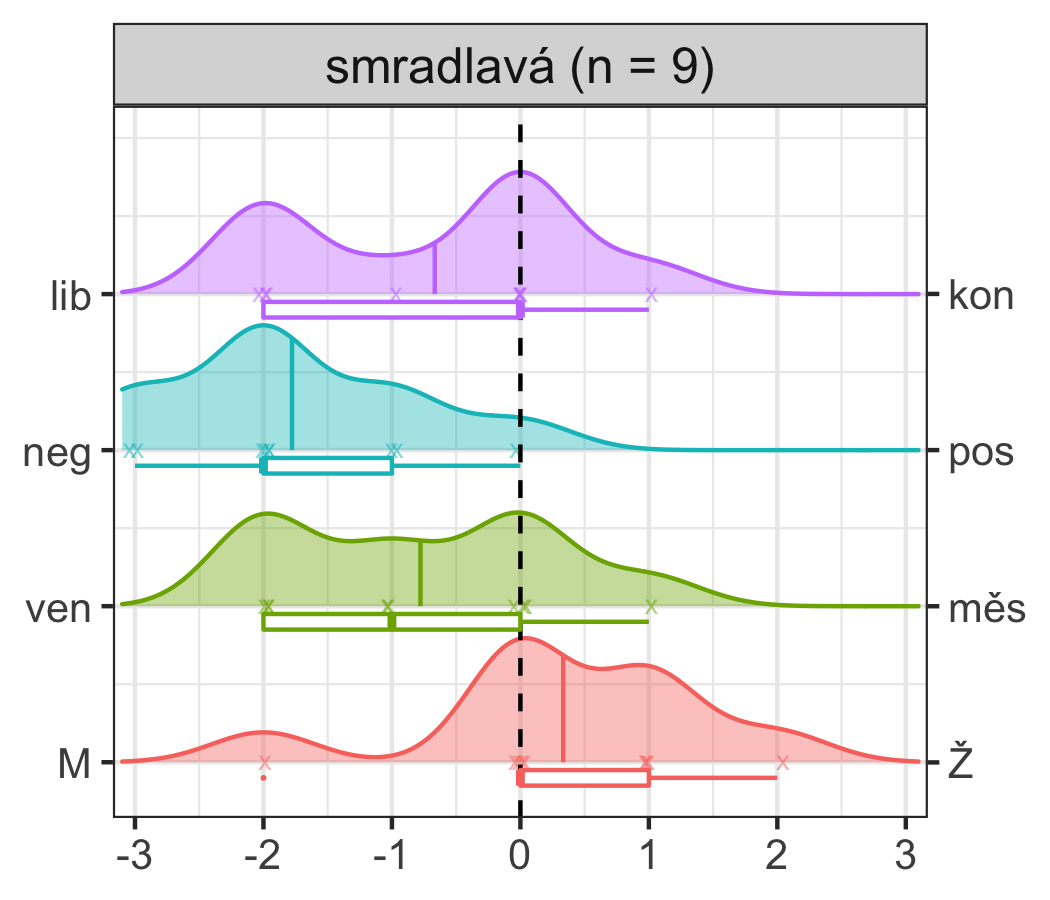 smradlavá (n = 9)
lib kon
neg pos
ven měs
M Ž
-3 -2 -1 0 1 2 3